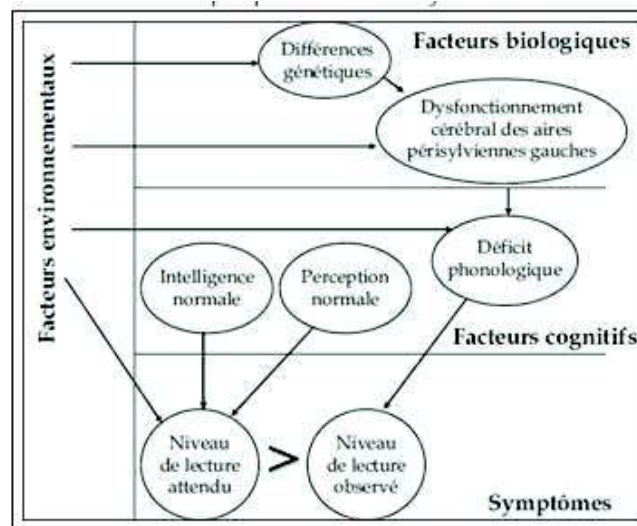 Facteurs environnementaux
Différences
génétiques
Facteurs biologiques
Dysfonctionnement
cérébral des aires
périsylviennes gauches
Intelligence
normale
Perception
normale
Déficit
phonologique
Facteurs cognitifs
Niveau
de lecture
attendu
>
Niveau
de lecture
observé
Symptômes